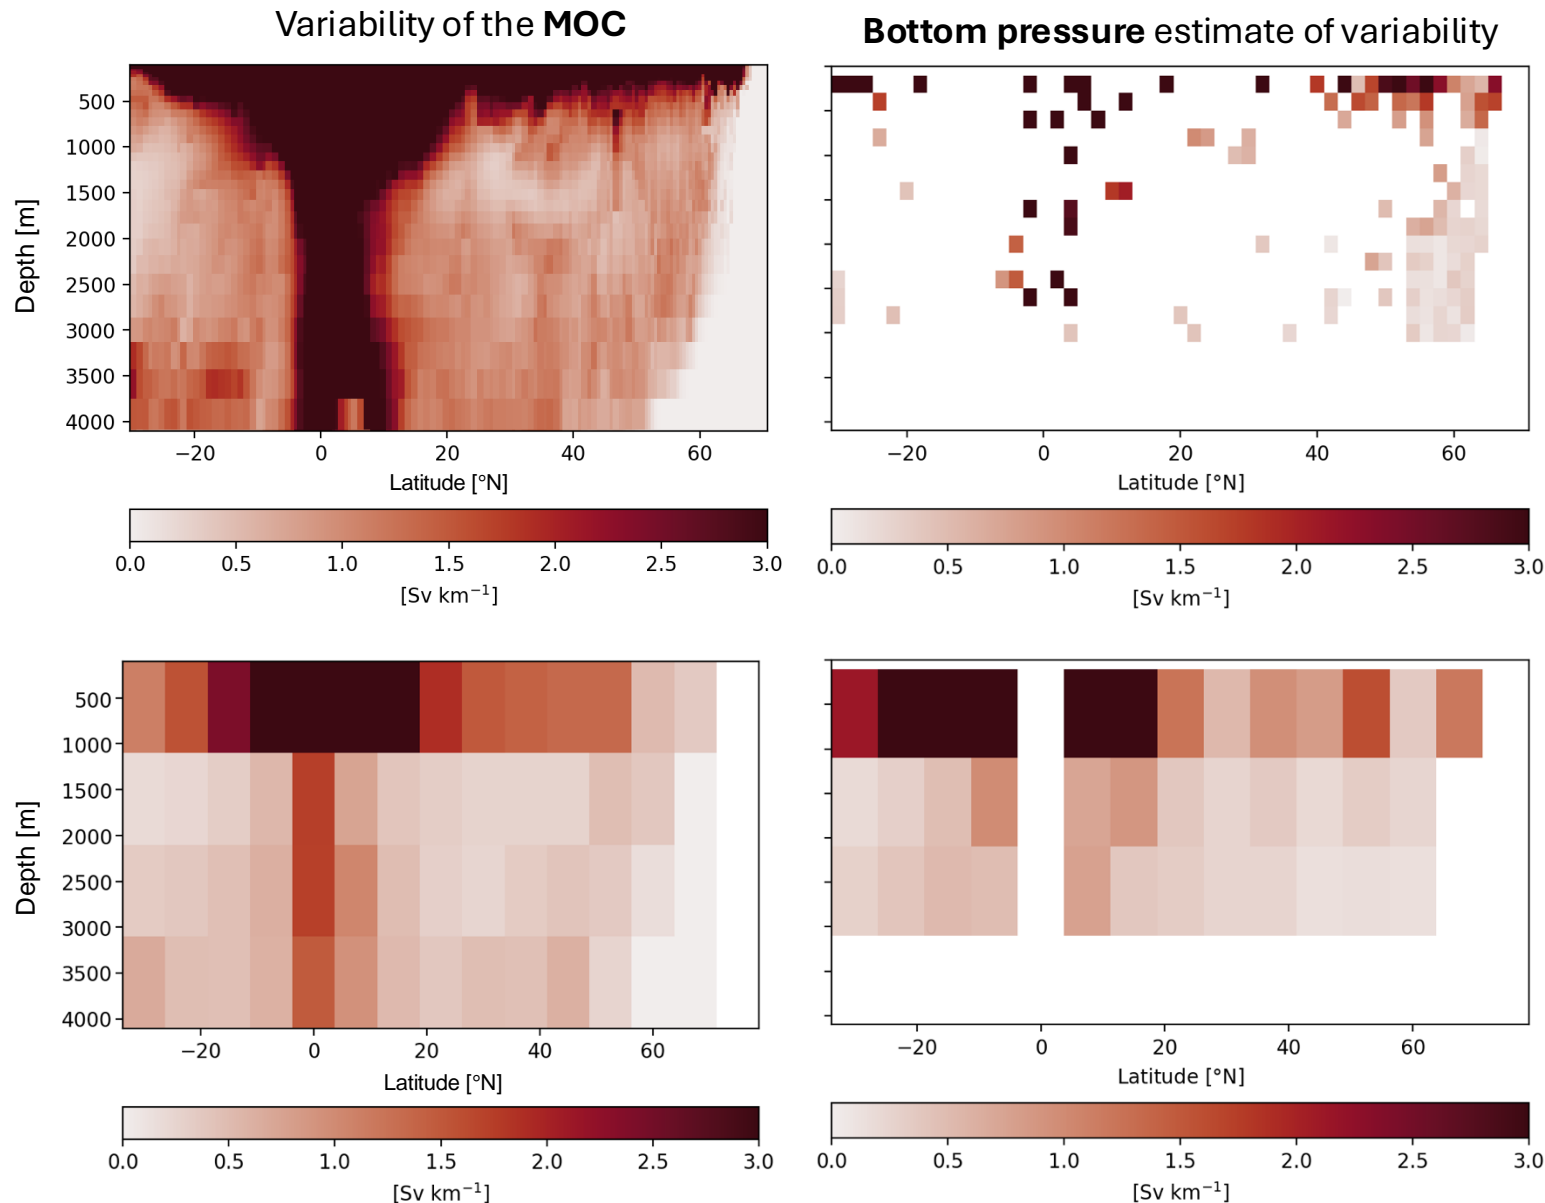 Variability of the MOC
Bottom pressure estimate of variability
500
1000
1500
2000
2500
3000
3500
4000
Depth [m]
−20 0 20 40 60
Latitude [°N]
−20 0 20 40 60
Latitude [°N]
0.0 0.5 1.0 1.5 2.0 2.5 3.0
[Sv km⁻¹]
0.0 0.5 1.0 1.5 2.0 2.5 3.0
[Sv km⁻¹]
500
1000
1500
2000
2500
3000
3500
4000
Depth [m]
−20 0 20 40 60
Latitude [°N]
−20 0 20 40 60
Latitude [°N]
0.0 0.5 1.0 1.5 2.0 2.5 3.0
[Sv km⁻¹]
0.0 0.5 1.0 1.5 2.0 2.5 3.0
[Sv km⁻¹]